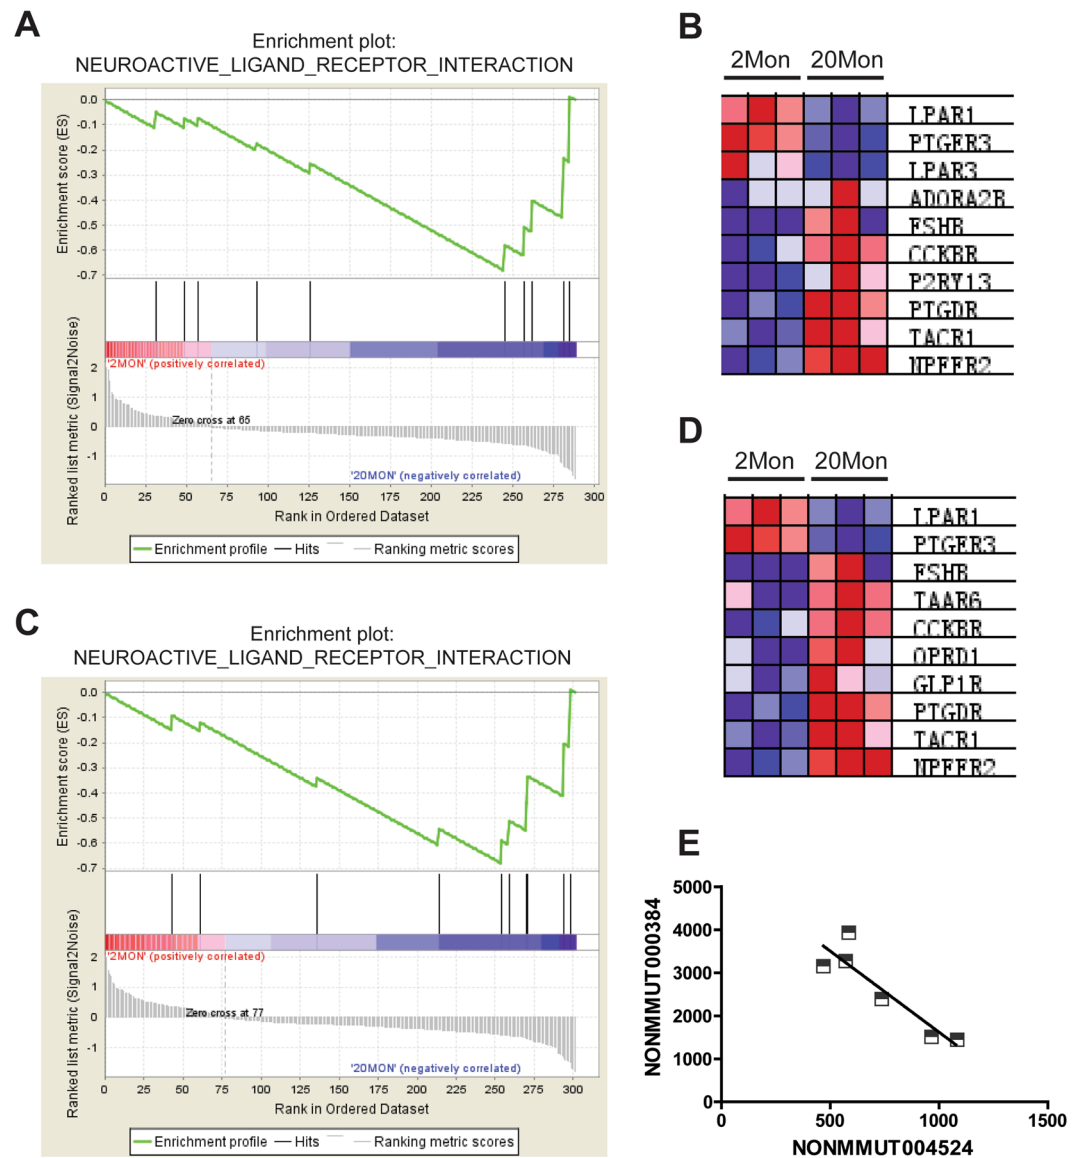 A
Enrichment plot:
NEUROACTIVE_LIGAND_RECEPTOR_INTERACTION
Enrichment score (ES)
0.0
-0.1
-0.2
-0.3
-0.4
-0.5
-0.6
-0.7
'2MON' (positively correlated)
Ranked list metric (Signal2Noise)
2
1
0
-1
Zero cross at 65
'20MON' (negatively correlated)
0 25 50 75 100 125 150 175 200 225 250 275 300
Rank in Ordered Dataset
Enrichment profile Hits Ranking metric scores
B
2Mon 20Mon
LPAR1
PTGER3
LPAR3
ADORA2B
FSHB
CCKBR
P2RY13
PTGDR
TACR1
NPFFR2
C
Enrichment plot:
NEUROACTIVE_LIGAND_RECEPTOR_INTERACTION
Enrichment score (ES)
0.0
-0.1
-0.2
-0.3
-0.4
-0.5
-0.6
-0.7
'2MON' (positively correlated)
Ranked list metric (Signal2Noise)
2
1
0
-1
Zero cross at 77
'20MON' (negatively correlated)
0 25 50 75 100 125 150 175 200 225 250 275 300
Rank in Ordered Dataset
Enrichment profile Hits Ranking metric scores
D
2Mon 20Mon
LPAR1
PTGER3
FSHB
TAAR6
CCKBR
OPRD1
GLP1R
PTGDR
TACR1
NPFFR2
E
NONMMUT000384
5000
4000
3000
2000
1000
0
0 500 1000 1500
NONMMUT004524